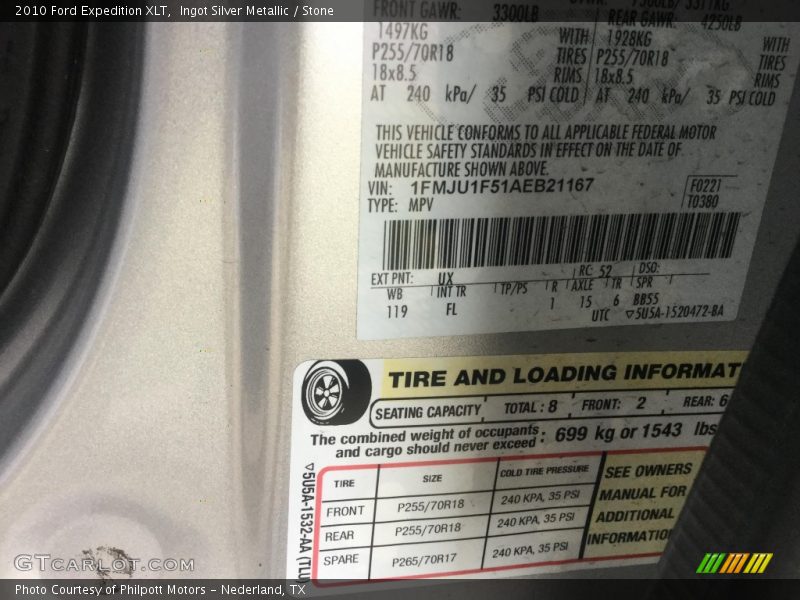 2010 Ford Expedition XLT,  Ingot Silver Metallic / Stone
FRONT GAWR: 3300LB REAR GAWR: 4250LB
1497KG WITH 1928KG WITH
P255/70R18 TIRES P255/70R18 TIRES
18x8.5 RIMS 18x8.5 RIMS
AT 240 kPa/ 35 PSI COLD AT 240 kPa/ 35 PSI COLD
THIS VEHICLE CONFORMS TO ALL APPLICABLE FEDERAL MOTOR
VEHICLE SAFETY STANDARDS IN EFFECT ON THE DATE OF
MANUFACTURE SHOWN ABOVE.
VIN: 1FMJU1F51AEB21167 F0221
TYPE: MPV T0380
EXT PNT: UX RC: 52 DSO:
WB INT TR TP/PS R AXLE TR SPR
119 FL 1 15 6 BB55
UTC ▽5U5A-1520472-BA
TIRE AND LOADING INFORMAT
SEATING CAPACITY TOTAL: 8 FRONT: 2 REAR: 6
The combined weight of occupants
and cargo should never exceed: 699 kg or 1543 lbs
▽5U5A-1532-AA (TLU
TIRE SIZE COLD TIRE PRESSURE SEE OWNERS
FRONT P255/70R18 240 KPA, 35 PSI MANUAL FOR
REAR P255/70R18 240 KPA, 35 PSI ADDITIONAL
SPARE P265/70R17 240 KPA, 35 PSI INFORMATION
GTcarlot.com
Photo Courtesy of Philpott Motors - Nederland, TX